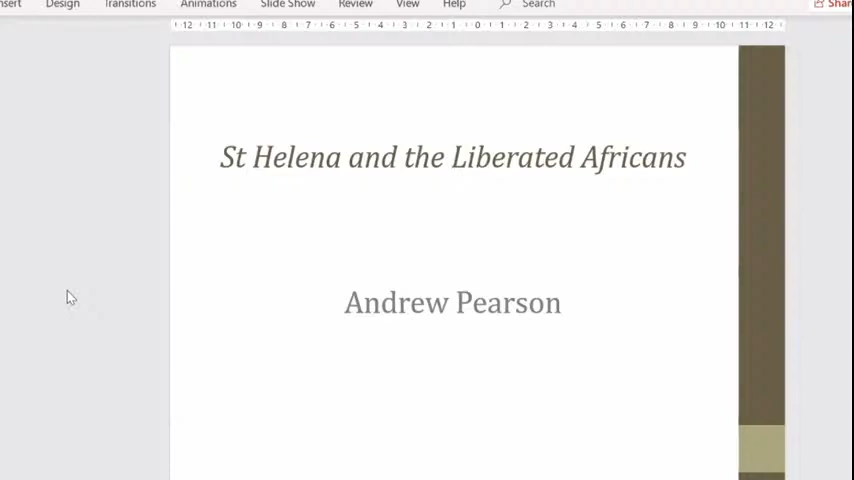 Design Transitions Animations Slide Show Review View Help Search
12 11 10 9 8 7 6 5 4 3 2 1 0 1 2 3 4 5 6 7 8 9 10 11 12
St Helena and the Liberated Africans
Andrew Pearson